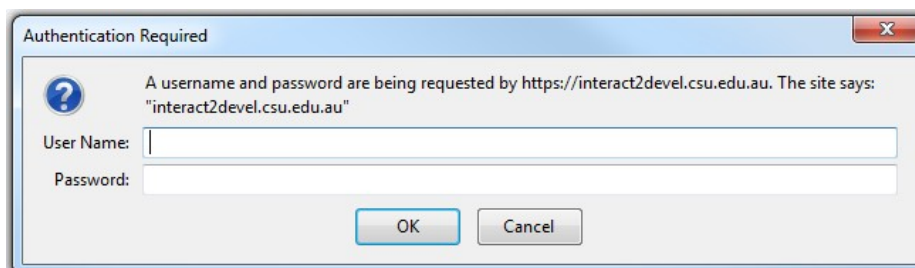 Authentication Required
A username and password are being requested by https://interact2devel.csu.edu.au. The site says:
"interact2devel.csu.edu.au"
User Name:
Password:
OK
Cancel